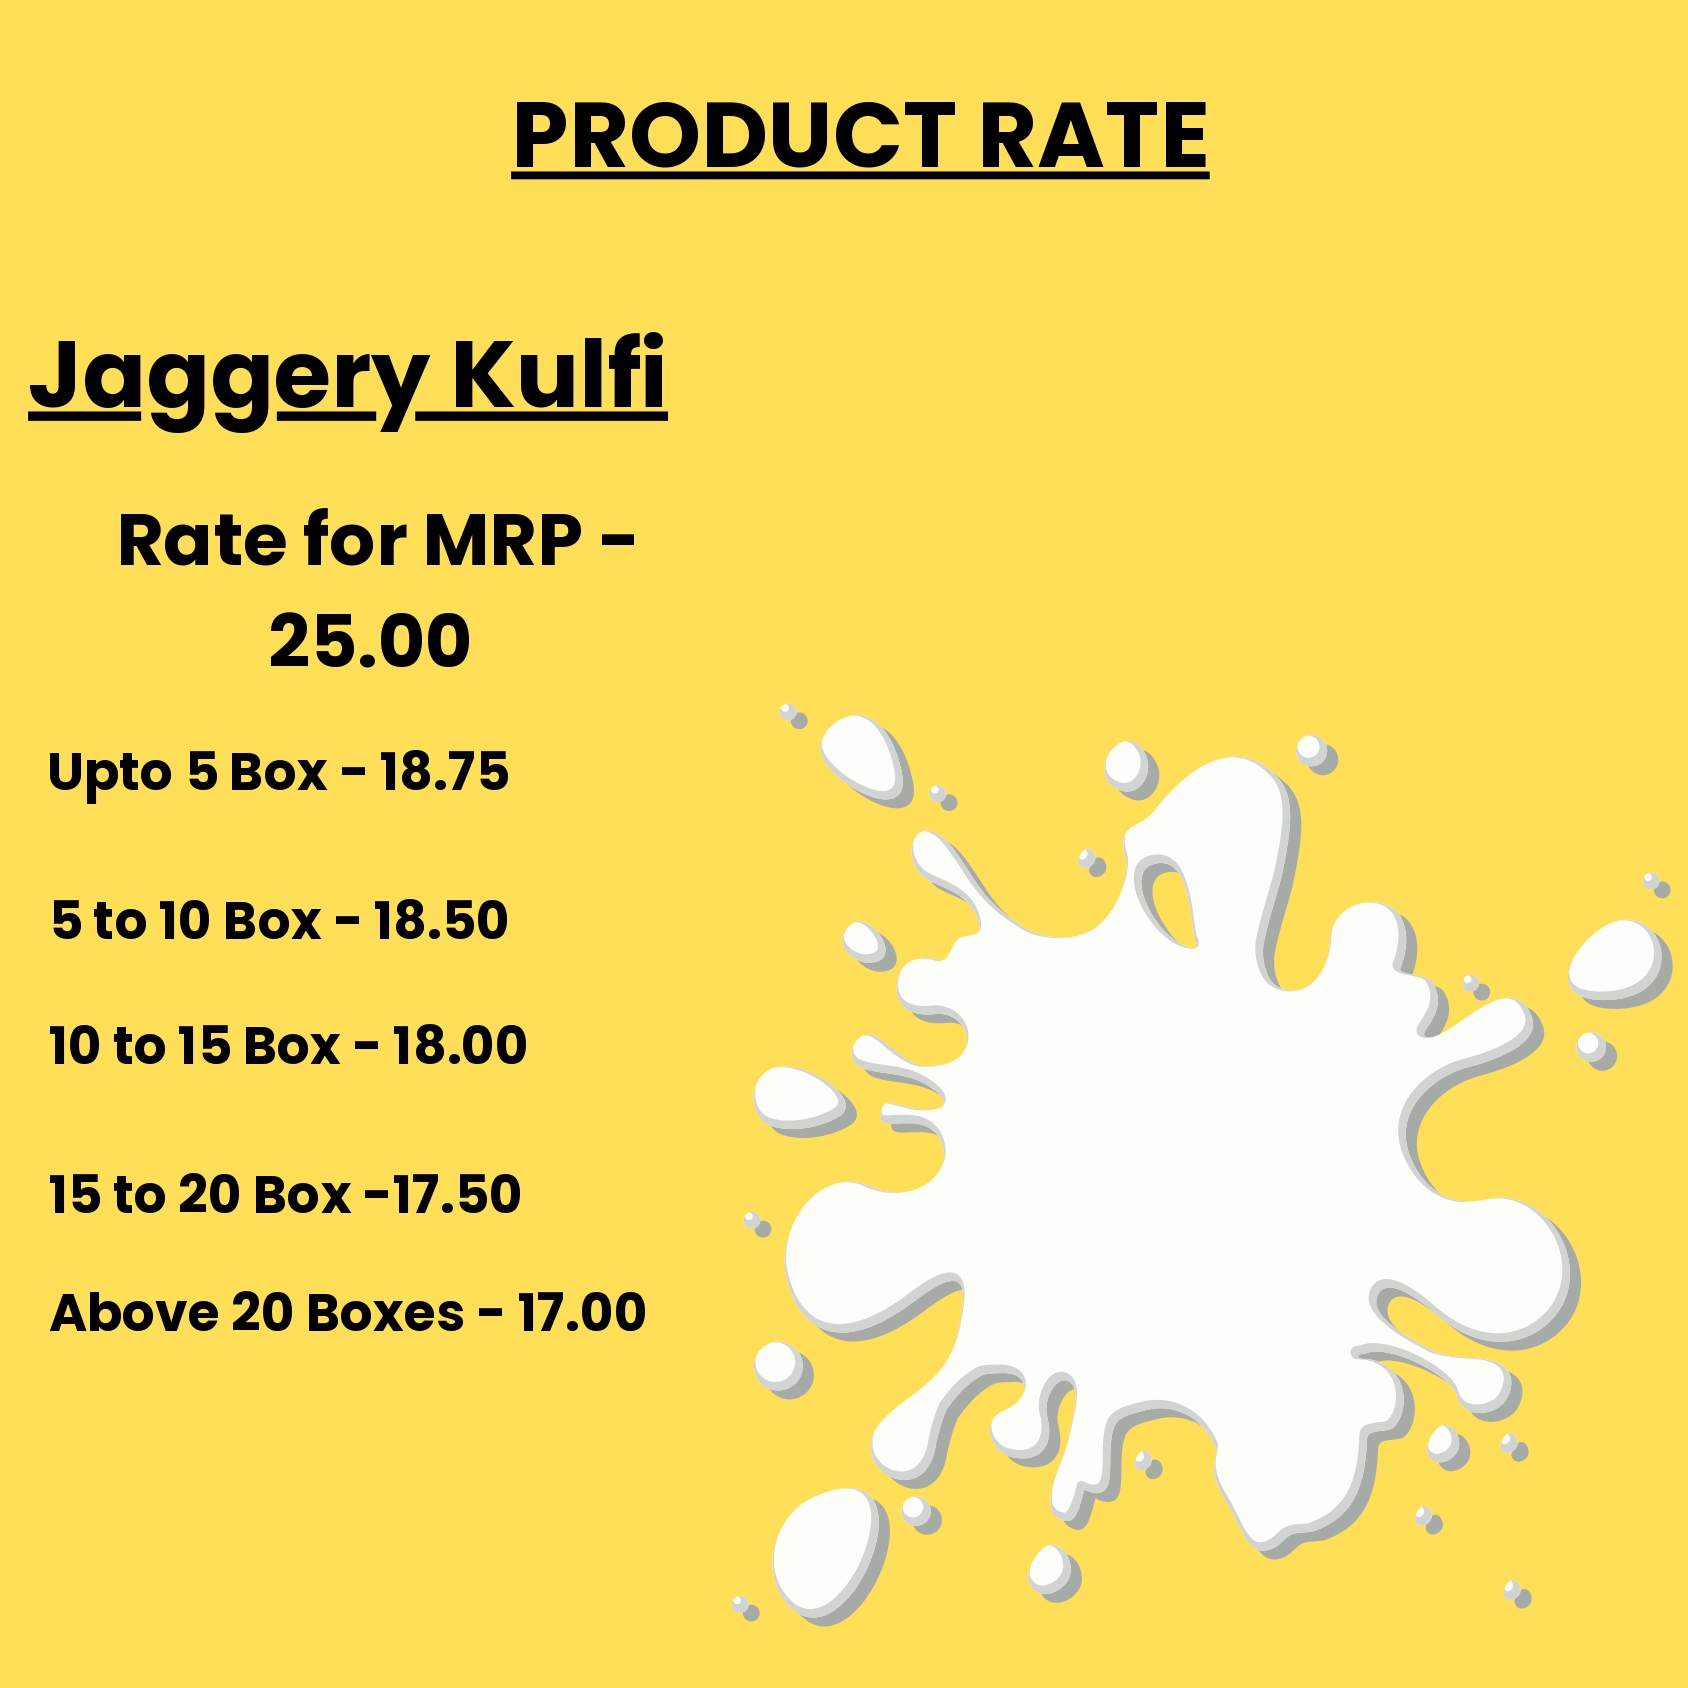 PRODUCT RATE
Jaggery Kulfi
Rate for MRP -
25.00
Upto 5 Box - 18.75
5 to 10 Box - 18.50
10 to 15 Box - 18.00
15 to 20 Box -17.50
Above 20 Boxes - 17.00